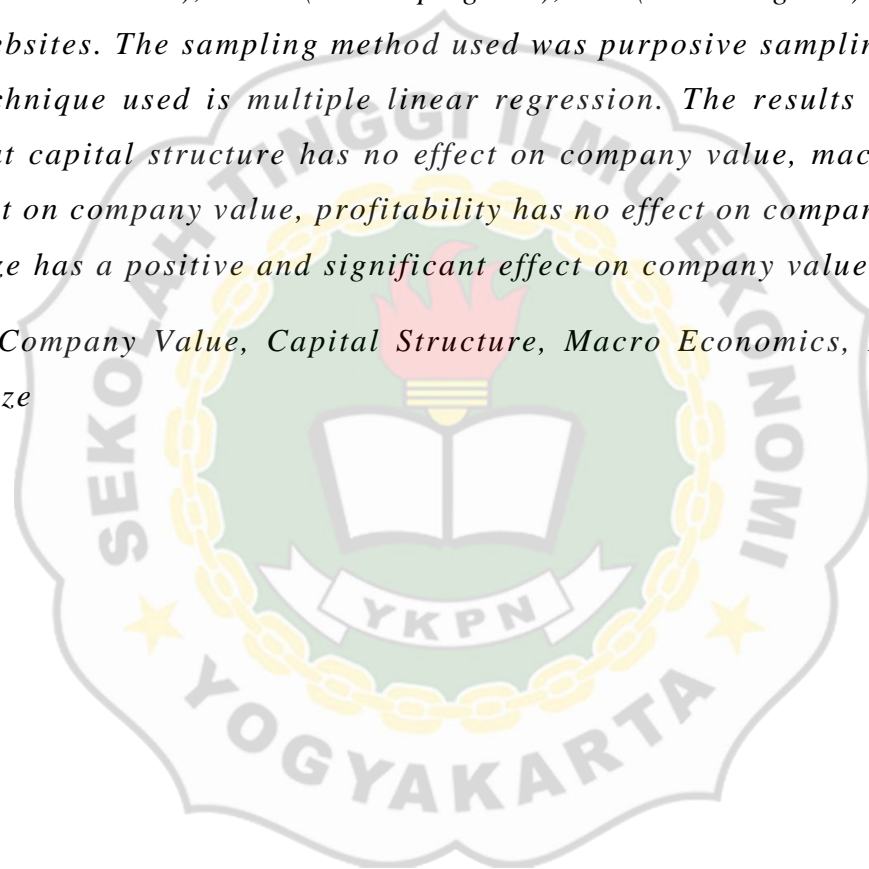 ebsites. The sampling method used was purposive samplin
chnique used is multiple linear regression. The results
at capital structure has no effect on company value, mac
t on company value, profitability has no effect on compan
ze has a positive and significant effect on company value
Company Value, Capital Structure, Macro Economics,
ze
SEKOLAH TINGGI ILMU EKONOMI
YKPN
YOGYAKARTA